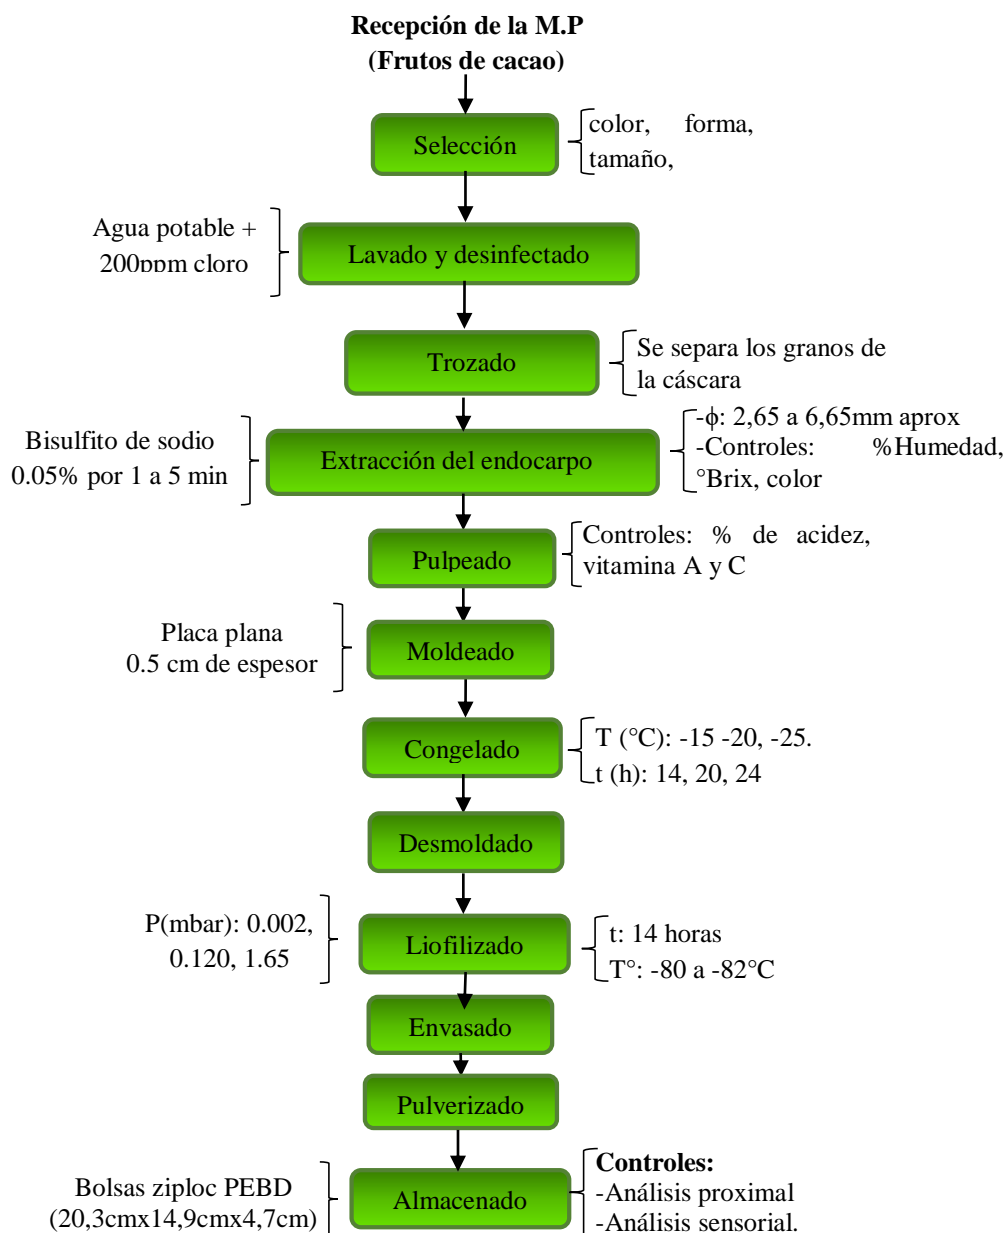 Recepción de la M.P
(Frutos de cacao)
Selección
color, forma,
tamaño,
Agua potable +
200ppm cloro
Lavado y desinfectado
Trozado
Se separa los granos de
la cáscara
Bisulfito de sodio
0.05% por 1 a 5 min
Extracción del endocarpo
-ϕ: 2,65 a 6,65mm aprox
-Controles: %Humedad,
°Brix, color
Pulpeado
Controles: % de acidez,
vitamina A y C
Placa plana
0.5 cm de espesor
Moldeado
Congelado
T (°C): -15 -20, -25.
t (h): 14, 20, 24
Desmoldado
P(mbar): 0.002,
0.120, 1.65
Liofilizado
t: 14 horas
T°: -80 a -82°C
Envasado
Pulverizado
Bolsas ziploc PEBD
(20,3cmx14,9cmx4,7cm)
Almacenado
Controles:
-Análisis proximal
-Análisis sensorial.